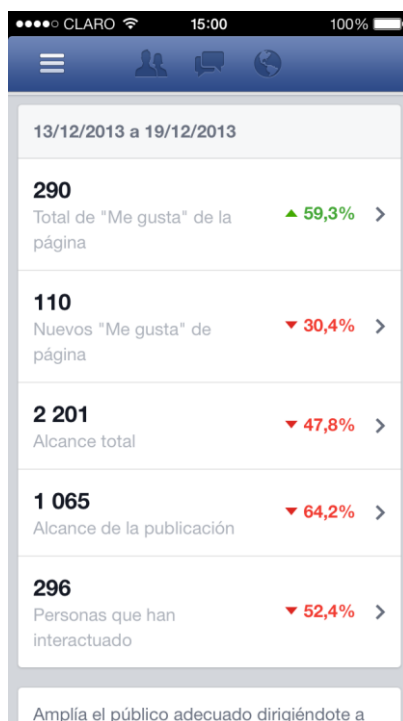 CLARO 15:00 100%
13/12/2013 a 19/12/2013
290
Total de "Me gusta" de la
página
59,3%
110
Nuevos "Me gusta" de
página
30,4%
2 201
Alcance total
47,8%
1 065
Alcance de la publicación
64,2%
296
Personas que han
interactuado
52,4%
Amplía el público adecuado dirigiéndote a